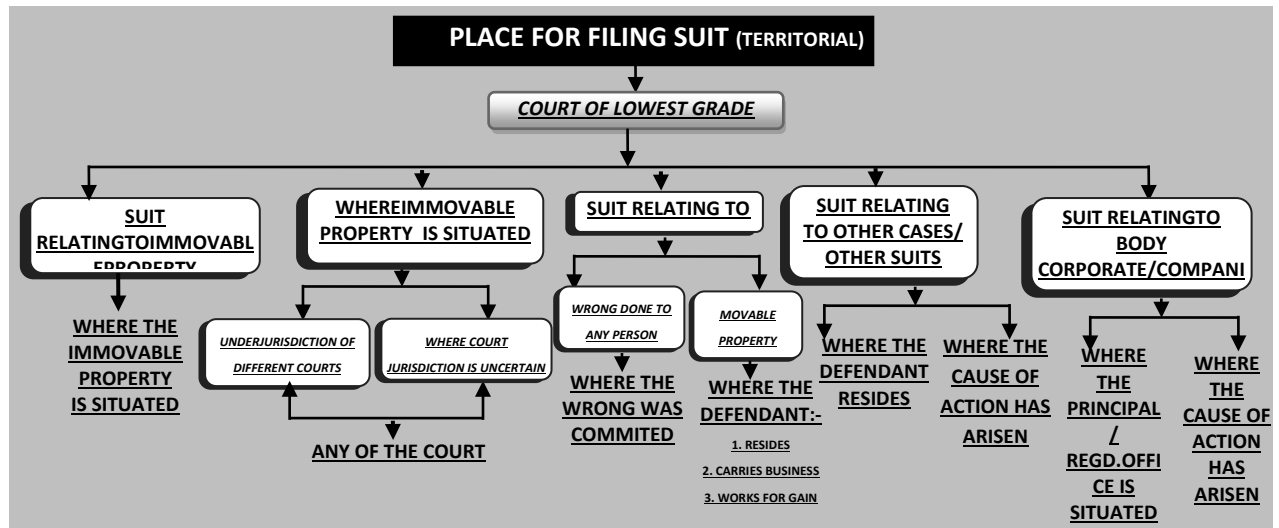 PLACE FOR FILING SUIT (TERRITORIAL)
COURT OF LOWEST GRADE
SUIT
RELATINGTOIMMOVABL
EPROPERTY
WHERE THE
IMMOVABLE
PROPERTY
IS SITUATED
WHEREIMMOVABLE
PROPERTY IS SITUATED
UNDERJURISDICTION OF
DIFFERENT COURTS
WHERE COURT
JURISDICTION IS UNCERTAIN
ANY OF THE COURT
SUIT RELATING TO
WRONG DONE TO
ANY PERSON
WHERE THE
WRONG WAS
COMMITED
MOVABLE
PROPERTY
WHERE THE
DEFENDANT:-
1. RESIDES
2. CARRIES BUSINESS
3. WORKS FOR GAIN
SUIT RELATING
TO OTHER CASES/
OTHER SUITS
WHERE THE
DEFENDANT
RESIDES
WHERE THE
CAUSE OF
ACTION HAS
ARISEN
SUIT RELATINGTO
BODY
CORPORATE/COMPANI
WHERE
THE
PRINCIPAL
/
REGD.OFFI
CE IS
SITUATED
WHERE
THE
CAUSE OF
ACTION
HAS
ARISEN